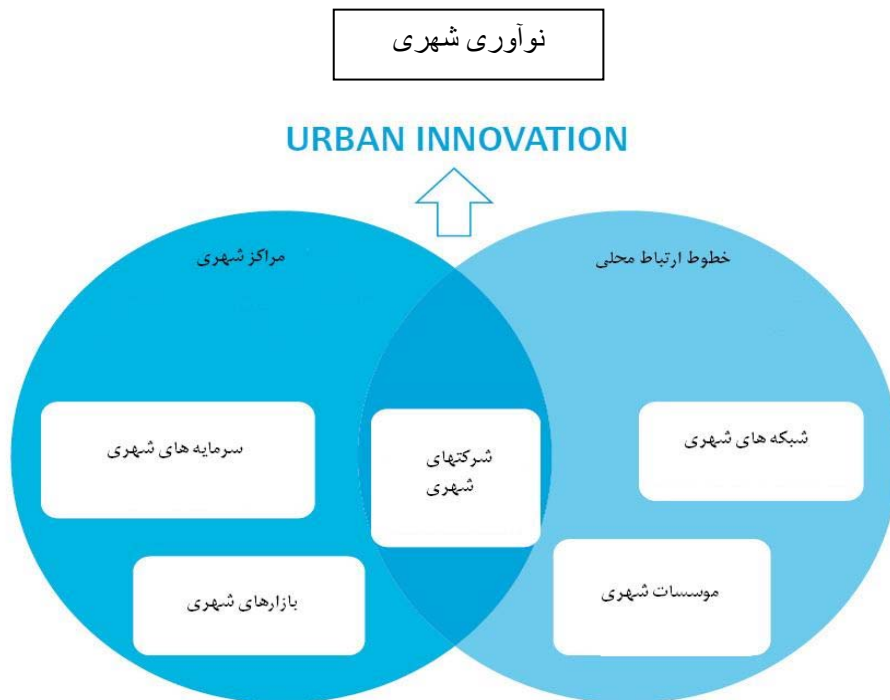 نوآوری شهری
URBAN INNOVATION
خطوط ارتباط محلی
مراکز شهری
شبکه های شهری
شرکتهای
شهری
سرمایه های شهری
موسسات شهری
بازارهای شهری